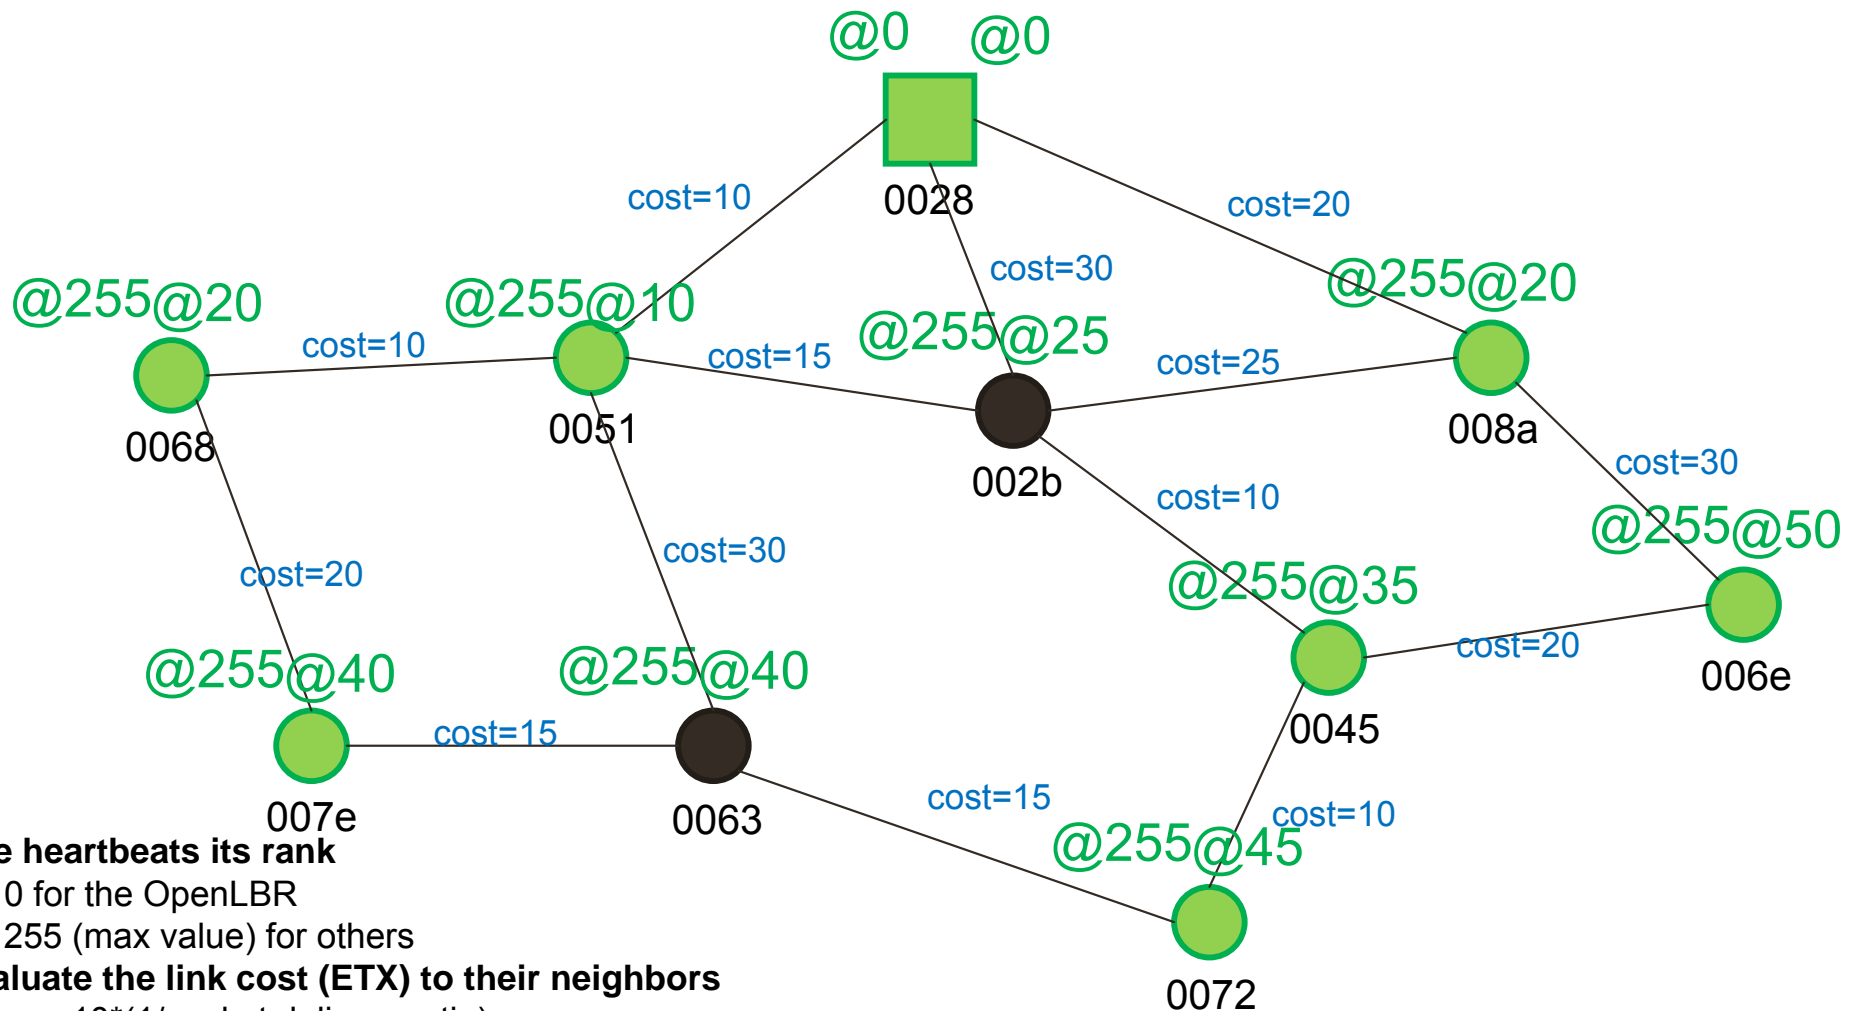 @0 @0
0028
cost=10
cost=20
cost=30
@255@20
@255@10
@255@25
@255@20
cost=10
cost=15
cost=25
0068
0051
002b
008a
cost=30
cost=10
cost=20
cost=30
@255@50
@255@35
cost=20
006e
@255@40
@255@40
0045
cost=15
007e
0063
cost=15
cost=10
@255@45
0072
heartbeats its rank
0 for the OpenLBR
255 (max value) for others
the link cost (ETX) to their neighbors